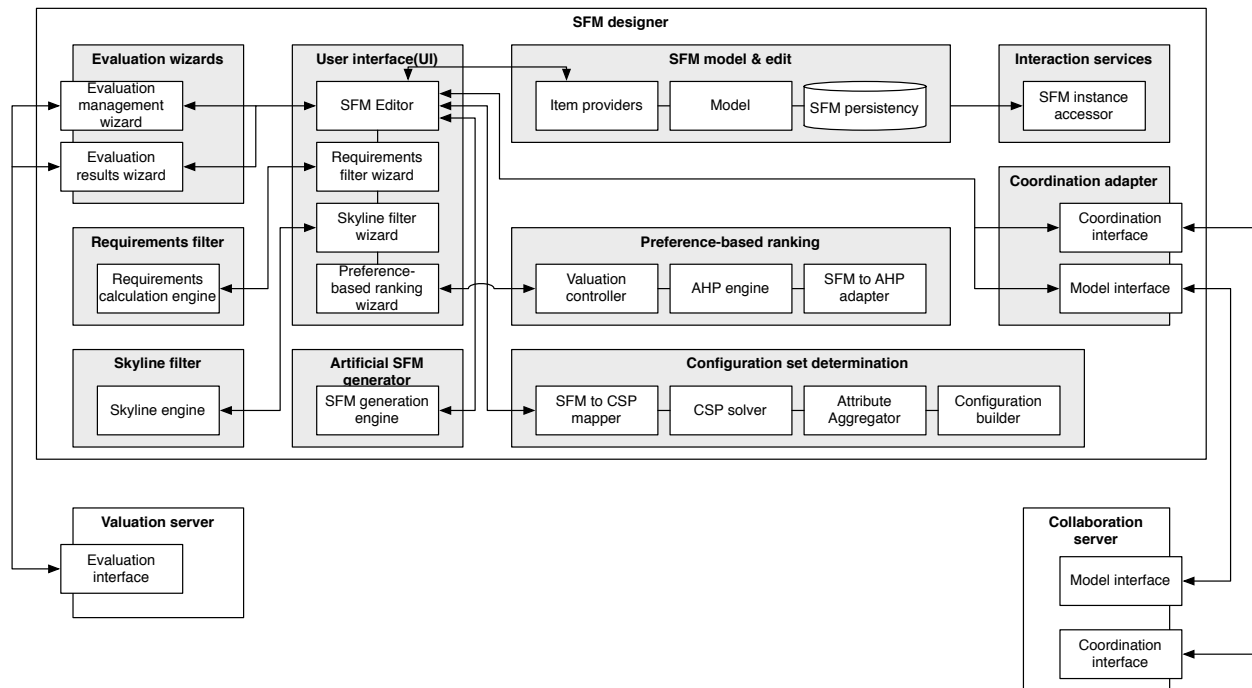 SFM designer
Evaluation wizards
Evaluation
management
wizard
Evaluation
results wizard
User interface(UI)
SFM Editor
Requirements
filter wizard
Skyline filter
wizard
Preference-
based ranking
wizard
SFM model & edit
Item providers
Model
SFM persistency
Interaction services
SFM instance
accessor
Coordination adapter
Coordination
interface
Model interface
Requirements filter
Requirements
calculation engine
Preference-based ranking
Valuation
controller
AHP engine
SFM to AHP
adapter
Skyline filter
Skyline engine
Artificial SFM
generator
SFM generation
engine
Configuration set determination
SFM to CSP
mapper
CSP solver
Attribute
Aggregator
Configuration
builder
Valuation server
Evaluation
interface
Collaboration
server
Model interface
Coordination
interface